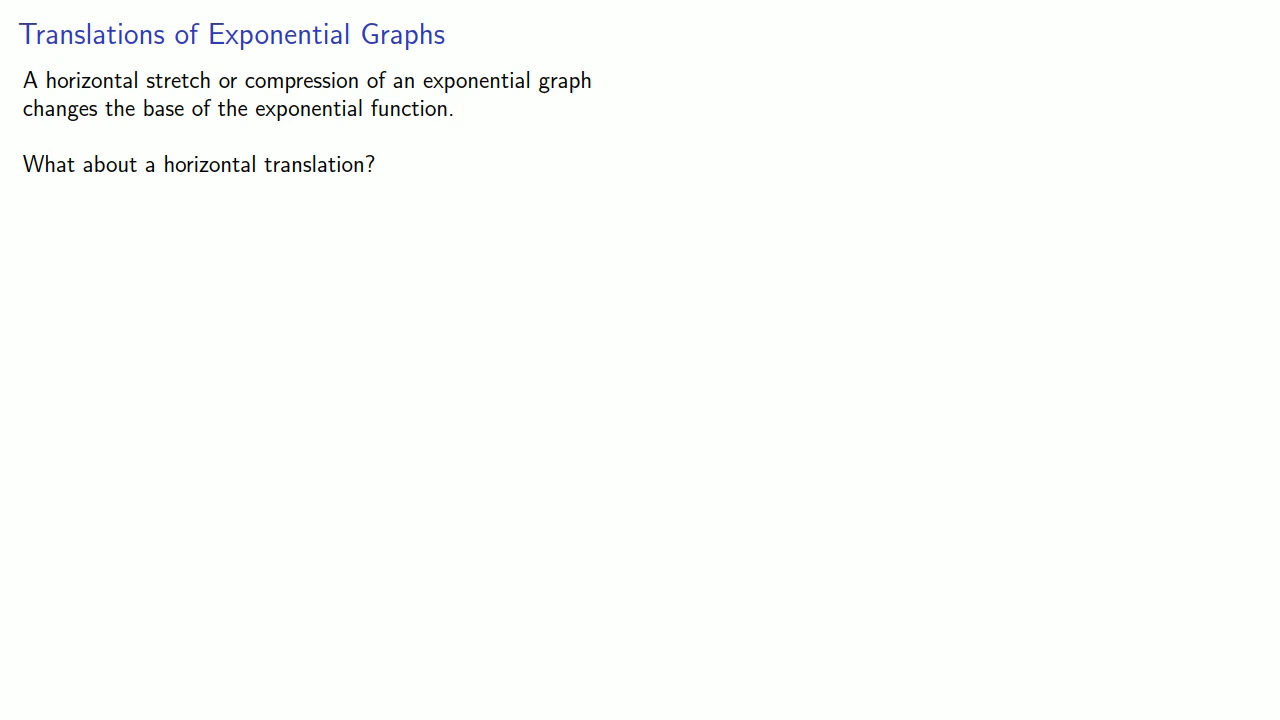 Translations of Exponential Graphs
A horizontal stretch or compression of an exponential graph
changes the base of the exponential function.
What about a horizontal translation?